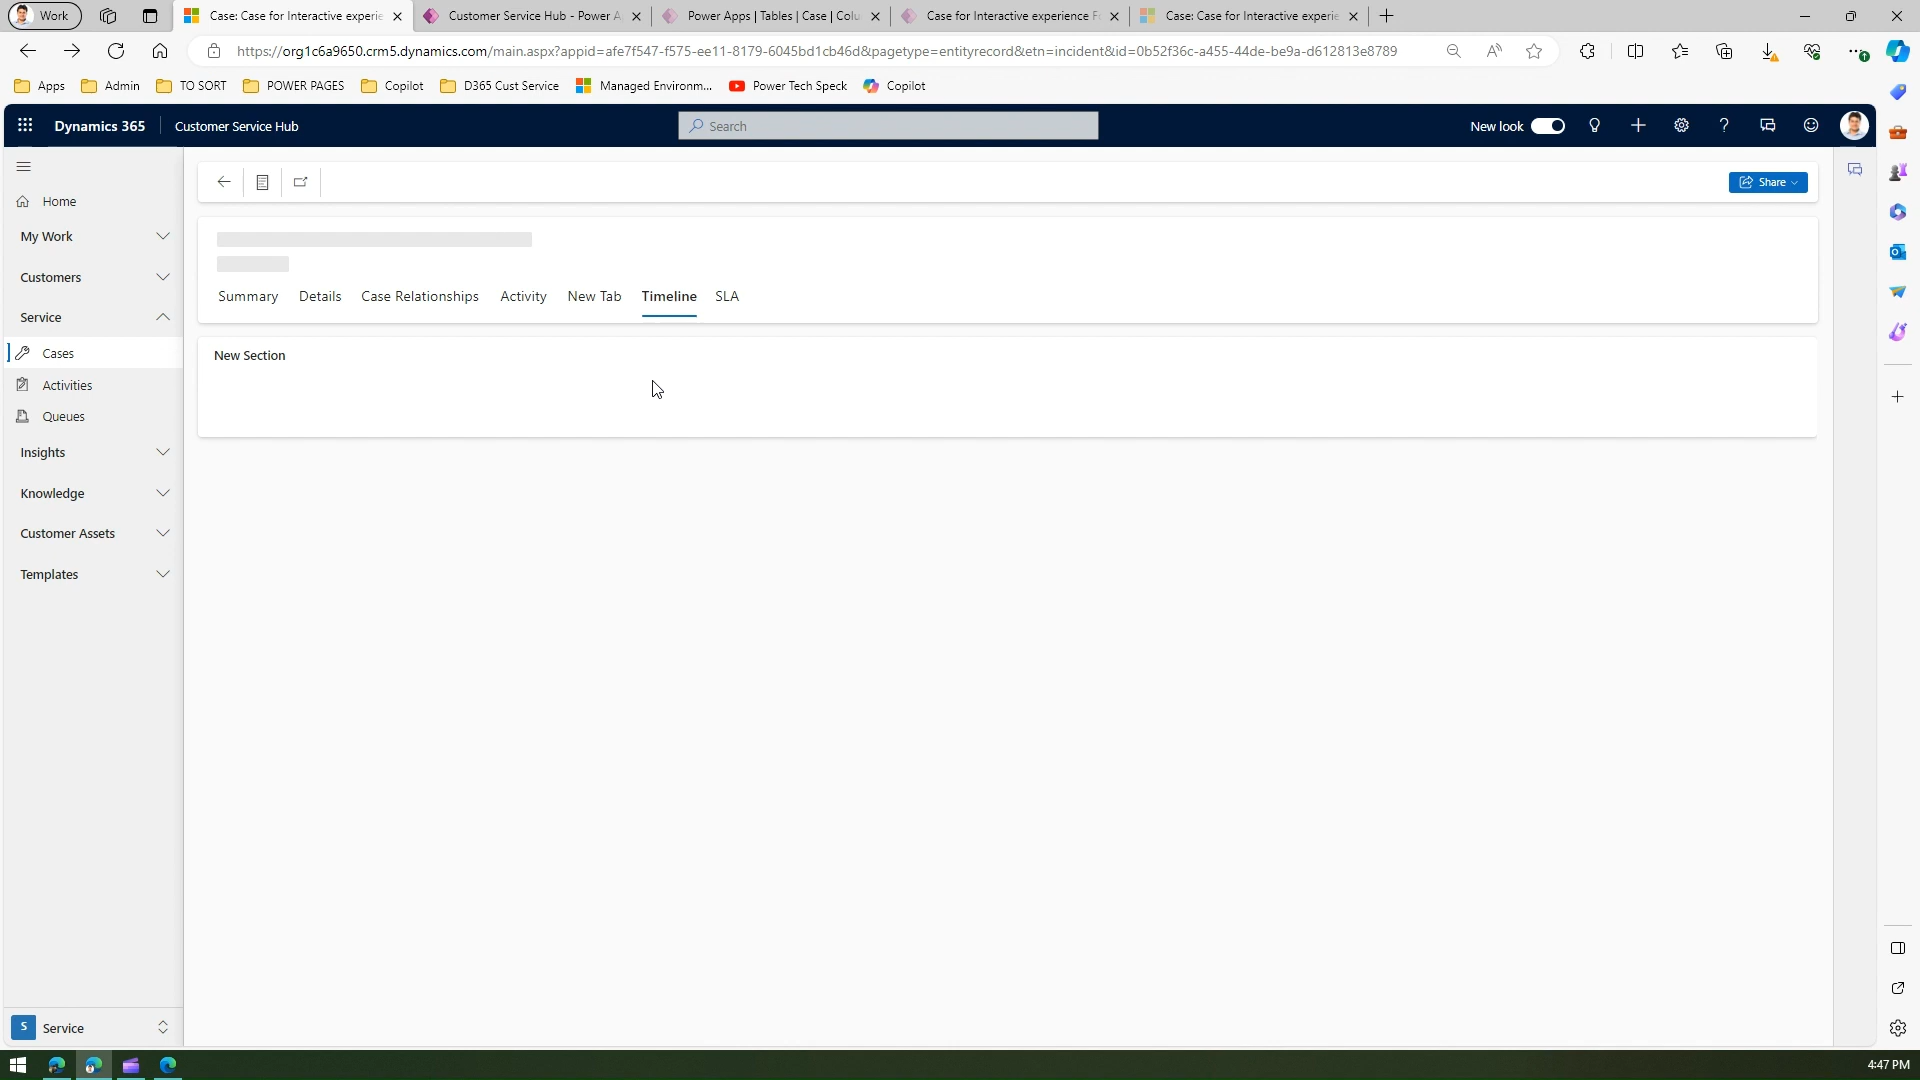 Work
Case: Case for Interactive experie
Customer Service Hub - Power A
Power Apps | Tables | Case | Colu
Case for Interactive experience F
Case: Case for Interactive experie
https://org1c6a9650.crm5.dynamics.com/main.aspx?appid=afe7f547-f575-ee11-8179-6045bd1cb46d&pagetype=entityrecord&etn=incident&id=0b52f36c-a455-44de-be9a-d612813e8789
Apps
Admin
TO SORT
POWER PAGES
Copilot
D365 Cust Service
Managed Environm...
Power Tech Speck
Copilot
Dynamics 365
Customer Service Hub
Search
New look
Home
My Work
Customers
Service
Cases
Activities
Queues
Insights
Knowledge
Customer Assets
Templates
S Service
Share
Summary
Details
Case Relationships
Activity
New Tab
Timeline
SLA
New Section
4:47 PM